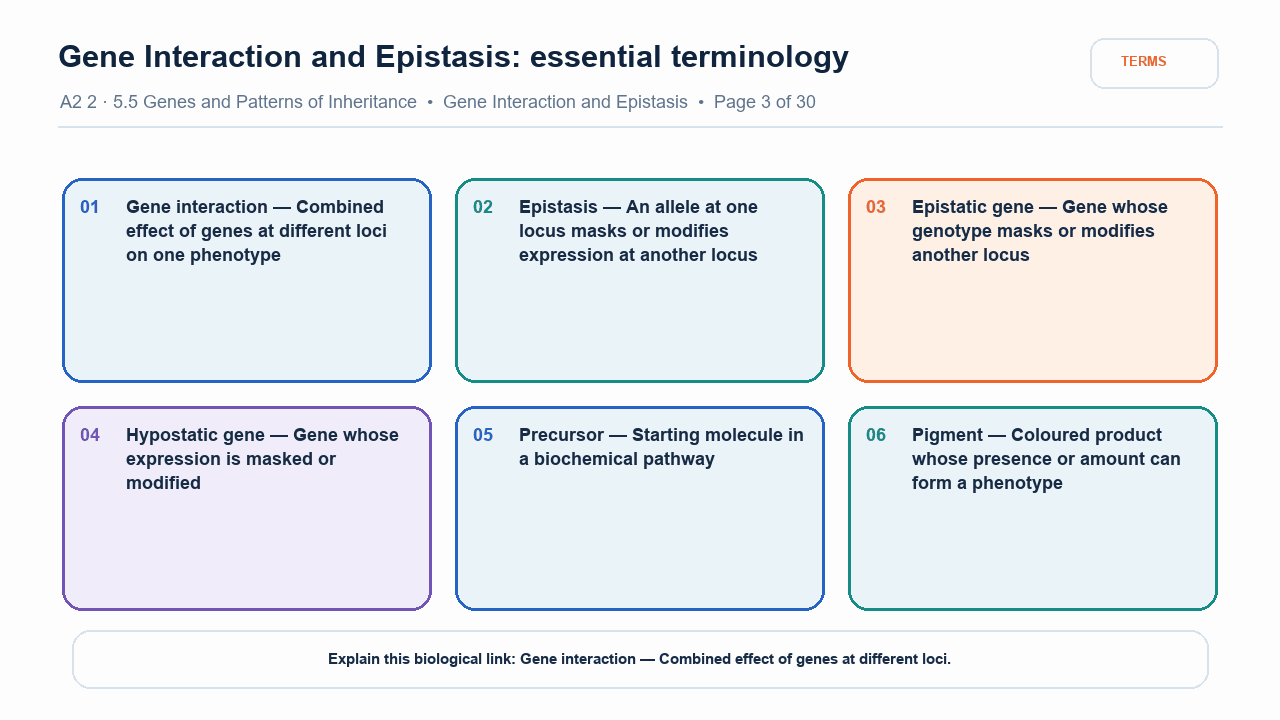 Gene Interaction and Epistasis: essential terminology
TERMS
A2 2 · 5.5 Genes and Patterns of Inheritance • Gene Interaction and Epistasis • Page 3 of 30
01 Gene interaction — Combined
effect of genes at different loci
on one phenotype
02 Epistasis — An allele at one
locus masks or modifies
expression at another locus
03 Epistatic gene — Gene whose
genotype masks or modifies
another locus
04 Hypostatic gene — Gene whose
expression is masked or
modified
05 Precursor — Starting molecule in
a biochemical pathway
06 Pigment — Coloured product
whose presence or amount can
form a phenotype
Explain this biological link: Gene interaction — Combined effect of genes at different loci.